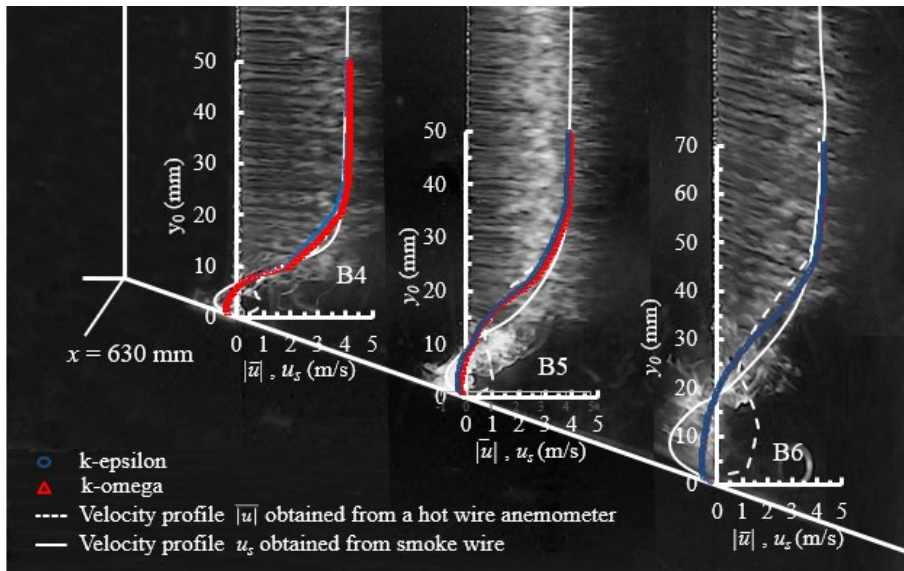 50
40
30
20
10
0
y₀ (mm)
B4
0 1 2 3 4 5
|u̅| , uₛ (m/s)
x = 630 mm
50
40
30
20
10
0
y₀ (mm)
B5
-1 0 1 2 3 4 5
|u̅| , uₛ (m/s)
70
60
50
40
30
20
10
0
y₀ (mm)
B6
0 1 2 3 4 5
|u̅| , uₛ (m/s)
k-epsilon
k-omega
Velocity profile |u̅| obtained from a hot wire anemometer
Velocity profile uₛ obtained from smoke wire